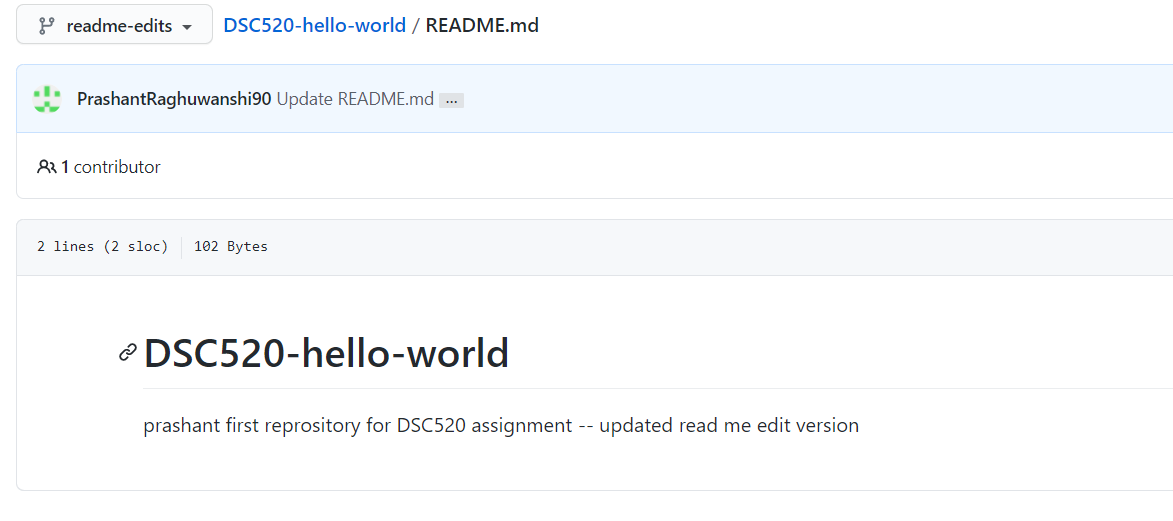 readme-edits DSC520-hello-world / README.md
PrashantRaghuwanshi90 Update README.md ...
1 contributor
2 lines (2 sloc) 102 Bytes
DSC520-hello-world
prashant first reprository for DSC520 assignment -- updated read me edit version